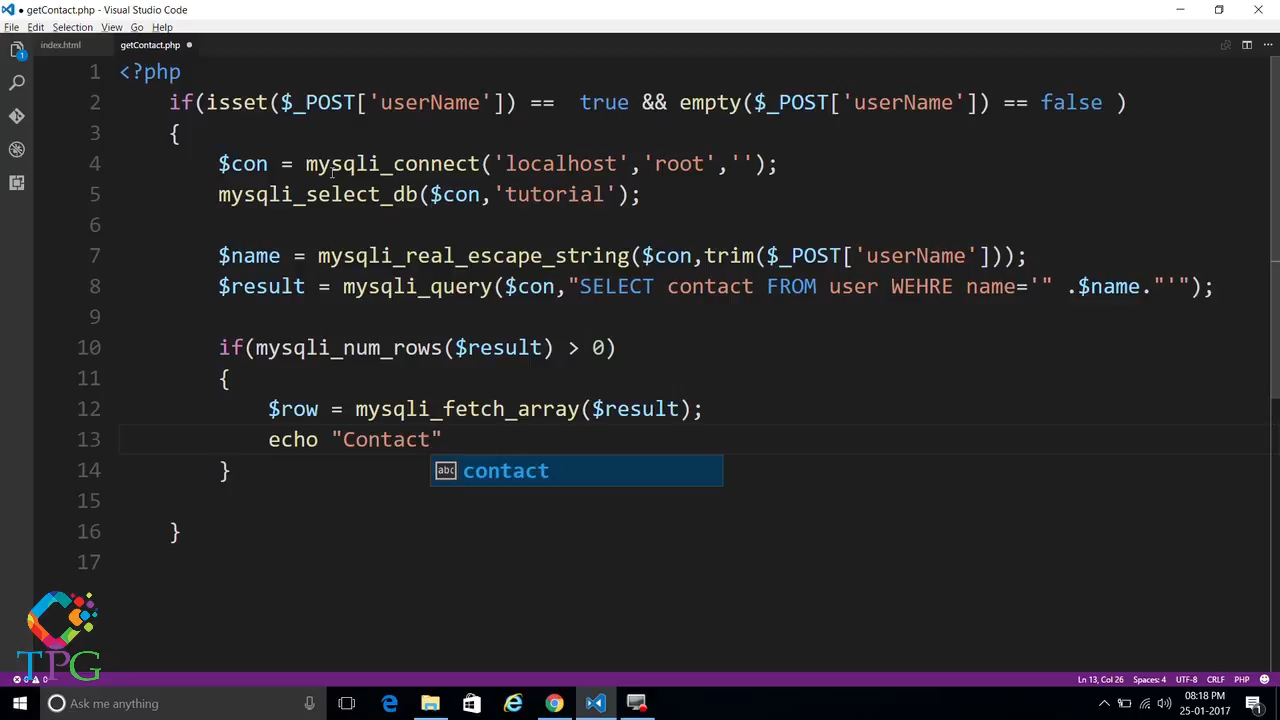 ● getContact.php - Visual Studio Code
File Edit Selection View Go Help
index.html getContact.php ●
1 <?php
2 if(isset($_POST['userName']) == true && empty($_POST['userName']) == false )
3 {
4 $con = mysqli_connect('localhost','root','');
5 mysqli_select_db($con,'tutorial');
6
7 $name = mysqli_real_escape_string($con,trim($_POST['userName']));
8 $result = mysqli_query($con,"SELECT contact FROM user WEHRE name='" .$name."'");
9
10 if(mysqli_num_rows($result) > 0)
11 {
12 $row = mysqli_fetch_array($result);
13 echo "Contact"
14 }
abc contact
15
16 }
17
TPG
0 0 Ln 13, Col 26 Spaces: 4 UTF-8 CRLF PHP
Ask me anything
08:18 PM
25-01-2017
1
1